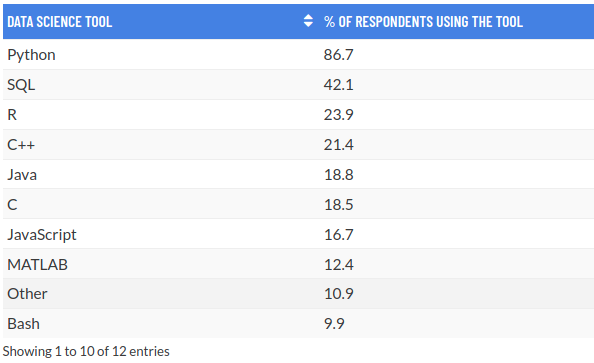 DATA SCIENCE TOOL % OF RESPONDENTS USING THE TOOL
Python 86.7
SQL 42.1
R 23.9
C++ 21.4
Java 18.8
C 18.5
JavaScript 16.7
MATLAB 12.4
Other 10.9
Bash 9.9
Showing 1 to 10 of 12 entries